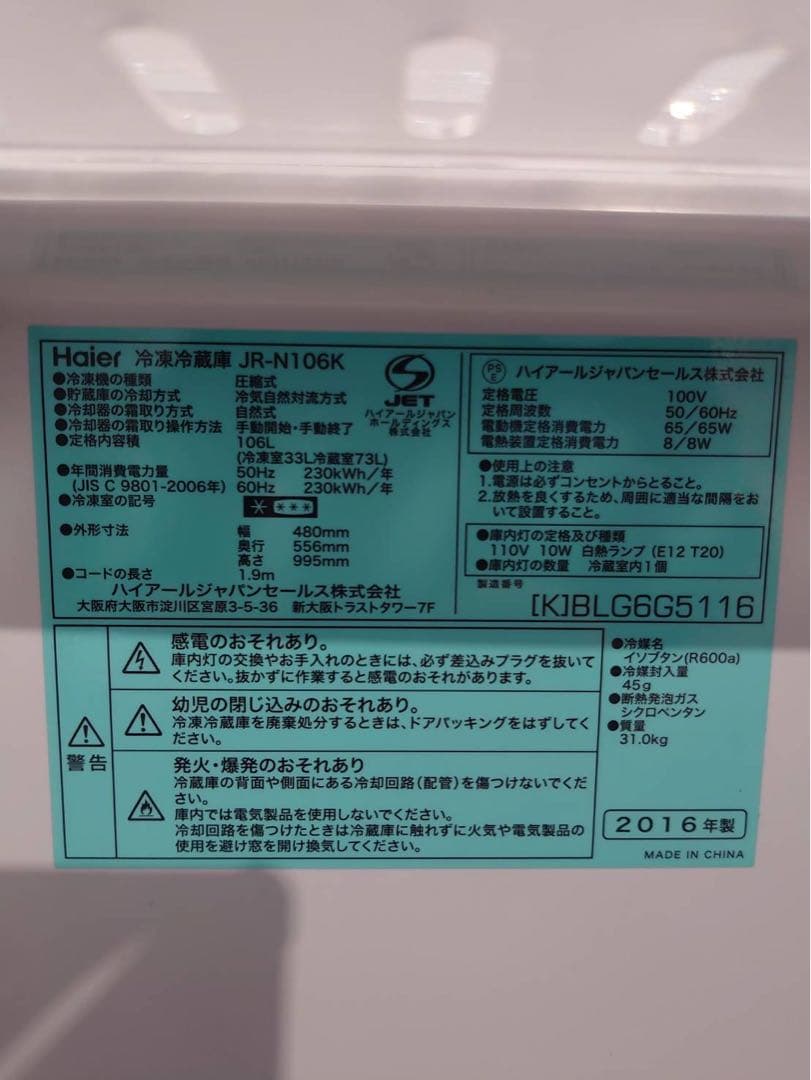 Haier 冷凍冷蔵庫 JR-N106K
●冷凍機の種類 圧縮式
●貯蔵庫の冷却方式 冷気自然対流方式
●冷却器の霜取り方式 自然式
●冷却器の霜取り操作方法 手動開始・手動終了
●定格内容積 106L
(冷凍室33L冷蔵室73L)
●年間消費電力量 50Hz 230kWh/年
(JIS C 9801-2006年) 60Hz 230kWh/年
●冷凍室の記号 * ***
●外形寸法 幅 480mm
奥行 556mm
高さ 995mm
●コードの長さ 1.9m
ハイアールジャパンセールス株式会社
大阪府大阪市淀川区宮原3-5-36 新大阪トラストタワー7F
JET
ハイアールジャパン
ホールディングス
株式会社
PS
E ハイアールジャパンセールス株式会社
定格電圧 100V
定格周波数 50/60Hz
電動機定格消費電力 65/65W
電熱装置定格消費電力 8/8W
●使用上の注意
1.電源は必ずコンセントからとること。
2.放熱を良くするため、周囲に適当な間隔をお
いて設置すること。
●庫内灯の定格及び種類
110V 10W 白熱ランプ (E12 T20)
●庫内灯の数量 冷蔵室内1個
製造番号
[K]BLG6G5116
警告
感電のおそれあり。
庫内灯の交換やお手入れのときには、必ず差込みプラグを抜いて
ください。抜かずに作業すると感電のおそれがあります。
幼児の閉じ込みのおそれあり。
冷凍冷蔵庫を廃棄処分するときは、ドアパッキングをはずしてく
ださい。
発火・爆発のおそれあり
冷蔵庫の背面や側面にある冷却回路(配管)を傷つけないでくだ
さい。
庫内では電気製品を使用しないでください。
冷却回路を傷つけたときは冷蔵庫に触れずに火気や電気製品の
使用を避け窓を開け換気してください。
●冷媒名
イソブタン(R600a)
●冷媒封入量
45g
●断熱発泡ガス
シクロペンタン
●質量
31.0kg
2016年製
MADE IN CHINA